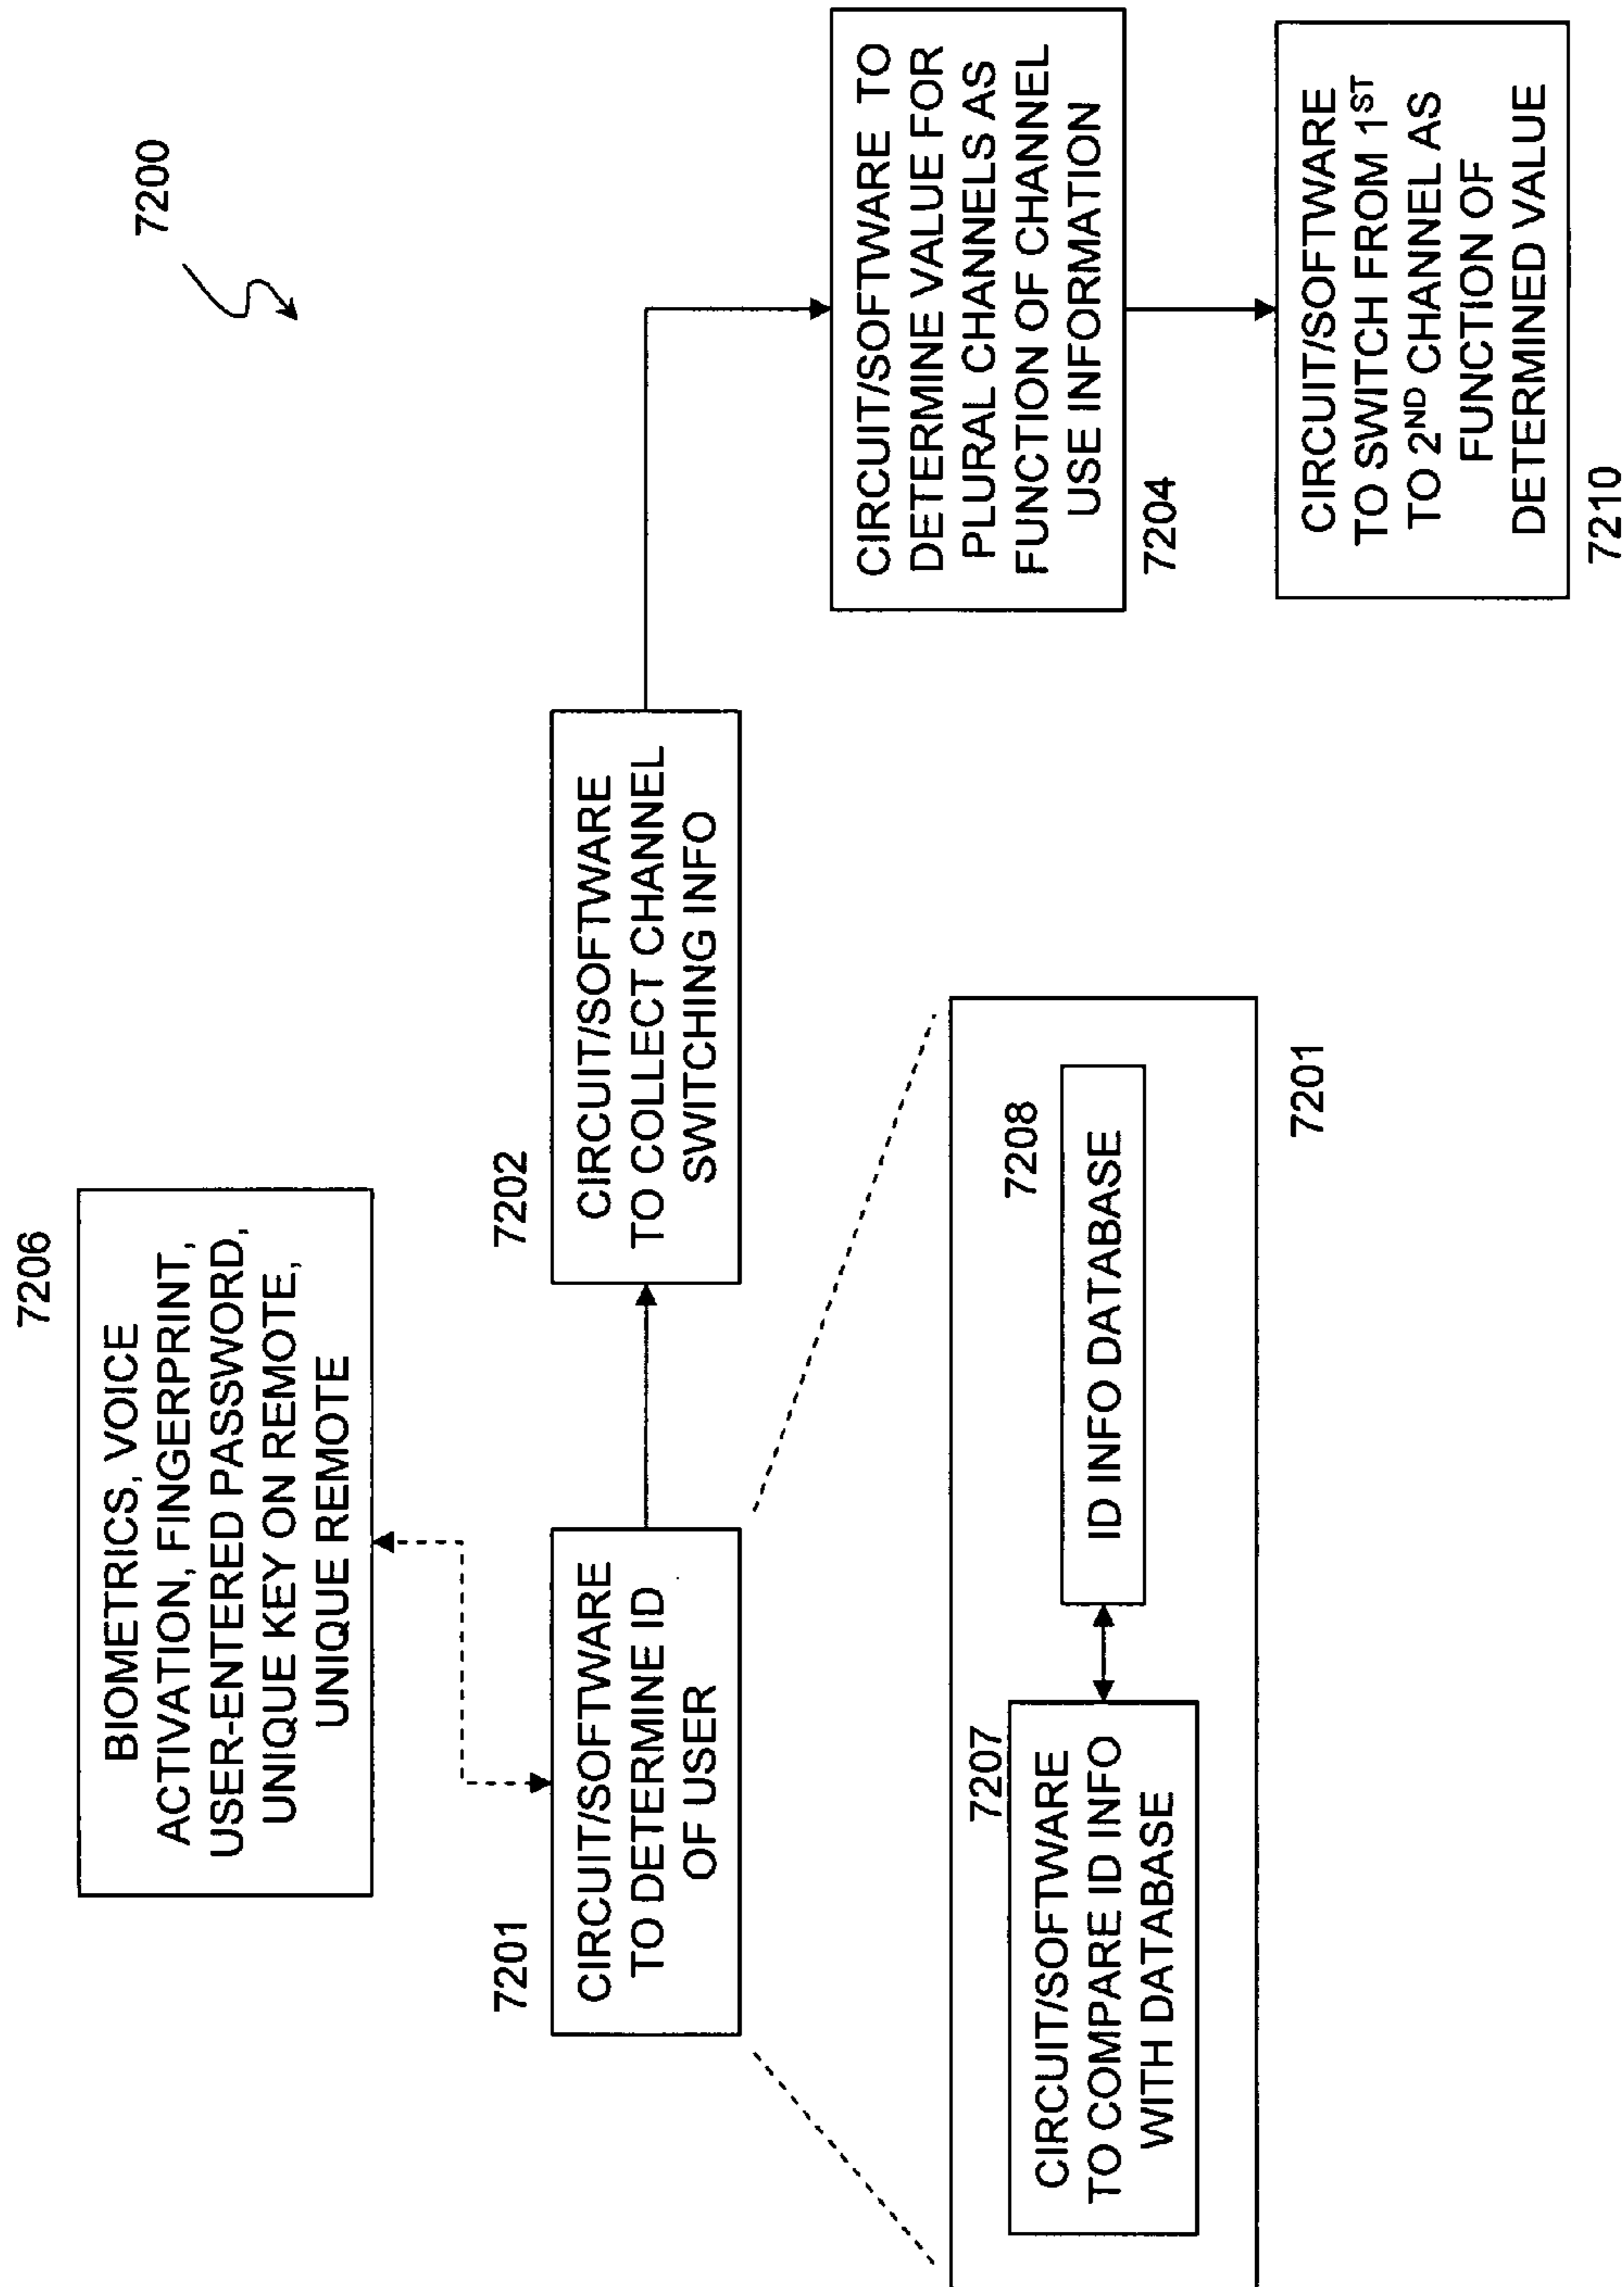 7200
7206
BIOMETRICS, VOICE
ACTIVATION, FINGERPRINT,
USER-ENTERED PASSWORD,
UNIQUE KEY ON REMOTE,
UNIQUE REMOTE
7201
CIRCUIT/SOFTWARE
TO DETERMINE ID
OF USER
7202
CIRCUIT/SOFTWARE
TO COLLECT CHANNEL
SWITCHING INFO
CIRCUIT/SOFTWARE TO
DETERMINE VALUE FOR
PLURAL CHANNELS AS
FUNCTION OF CHANNEL
USE INFORMATION
7204
CIRCUIT/SOFTWARE
TO SWITCH FROM 1ST
TO 2ND CHANNEL AS
FUNCTION OF
DETERMINED VALUE
7210
7207
CIRCUIT/SOFTWARE
TO COMPARE ID INFO
WITH DATABASE
7208
ID INFO DATABASE
7201